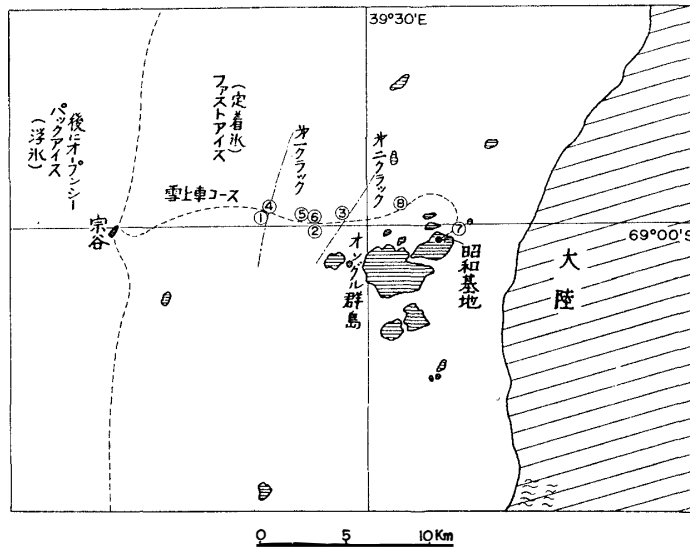 39°30'E
後にオープンシー
パックアイス
(浮氷)
(定着氷)
ファストアイス
第一クラック
第二クラック
雪上車コース
宗谷
①
④
⑤
⑥
②
③
⑧
⑦
69°00'S
オングル群島
昭和基地
大陸
0 5 10 Km